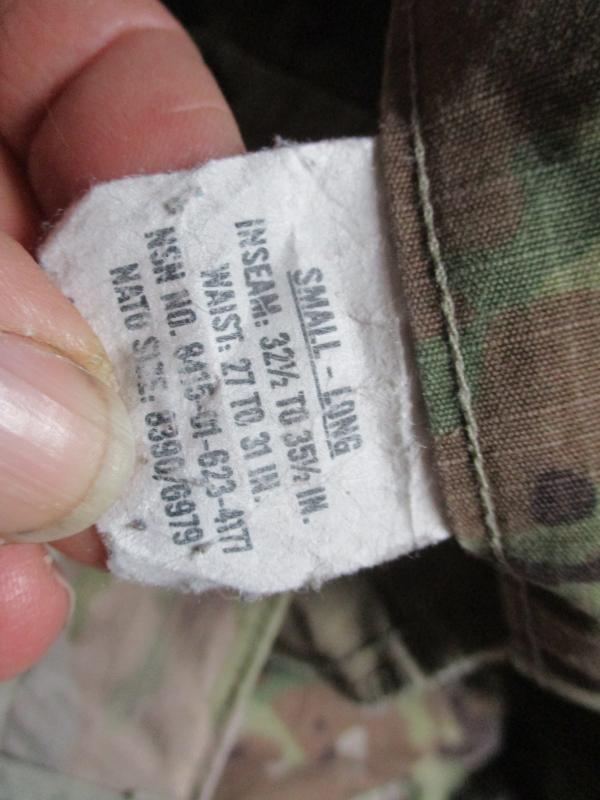 SMALL - LONG
INSEAM: 32½ TO 35½ IN.
WAIST: 27 TO 31 IN.
NSN NO. 8415-01-623-4177
NATO SIZE: 8390/6979